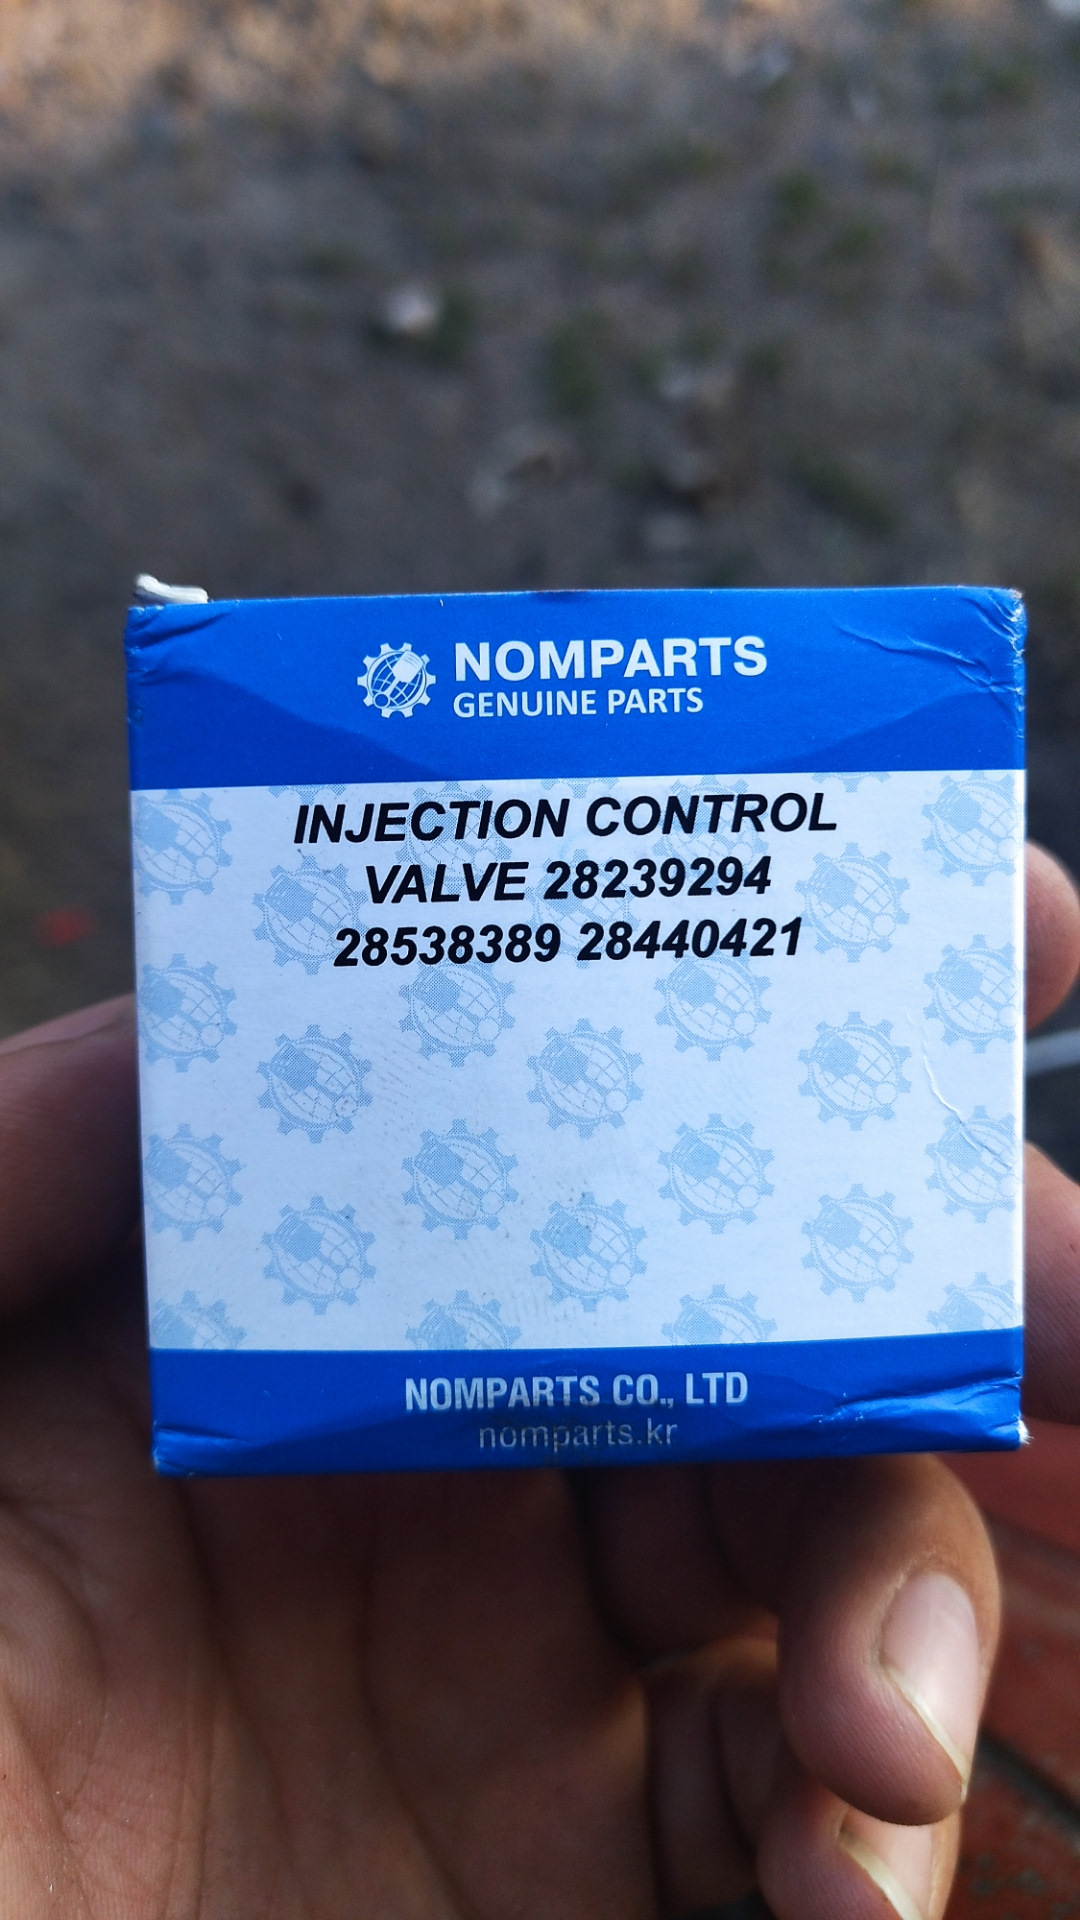 NOMPARTS
GENUINE PARTS
INJECTION CONTROL
VALVE 28239294
28538389 28440421
NOMPARTS CO., LTD
nomparts.kr